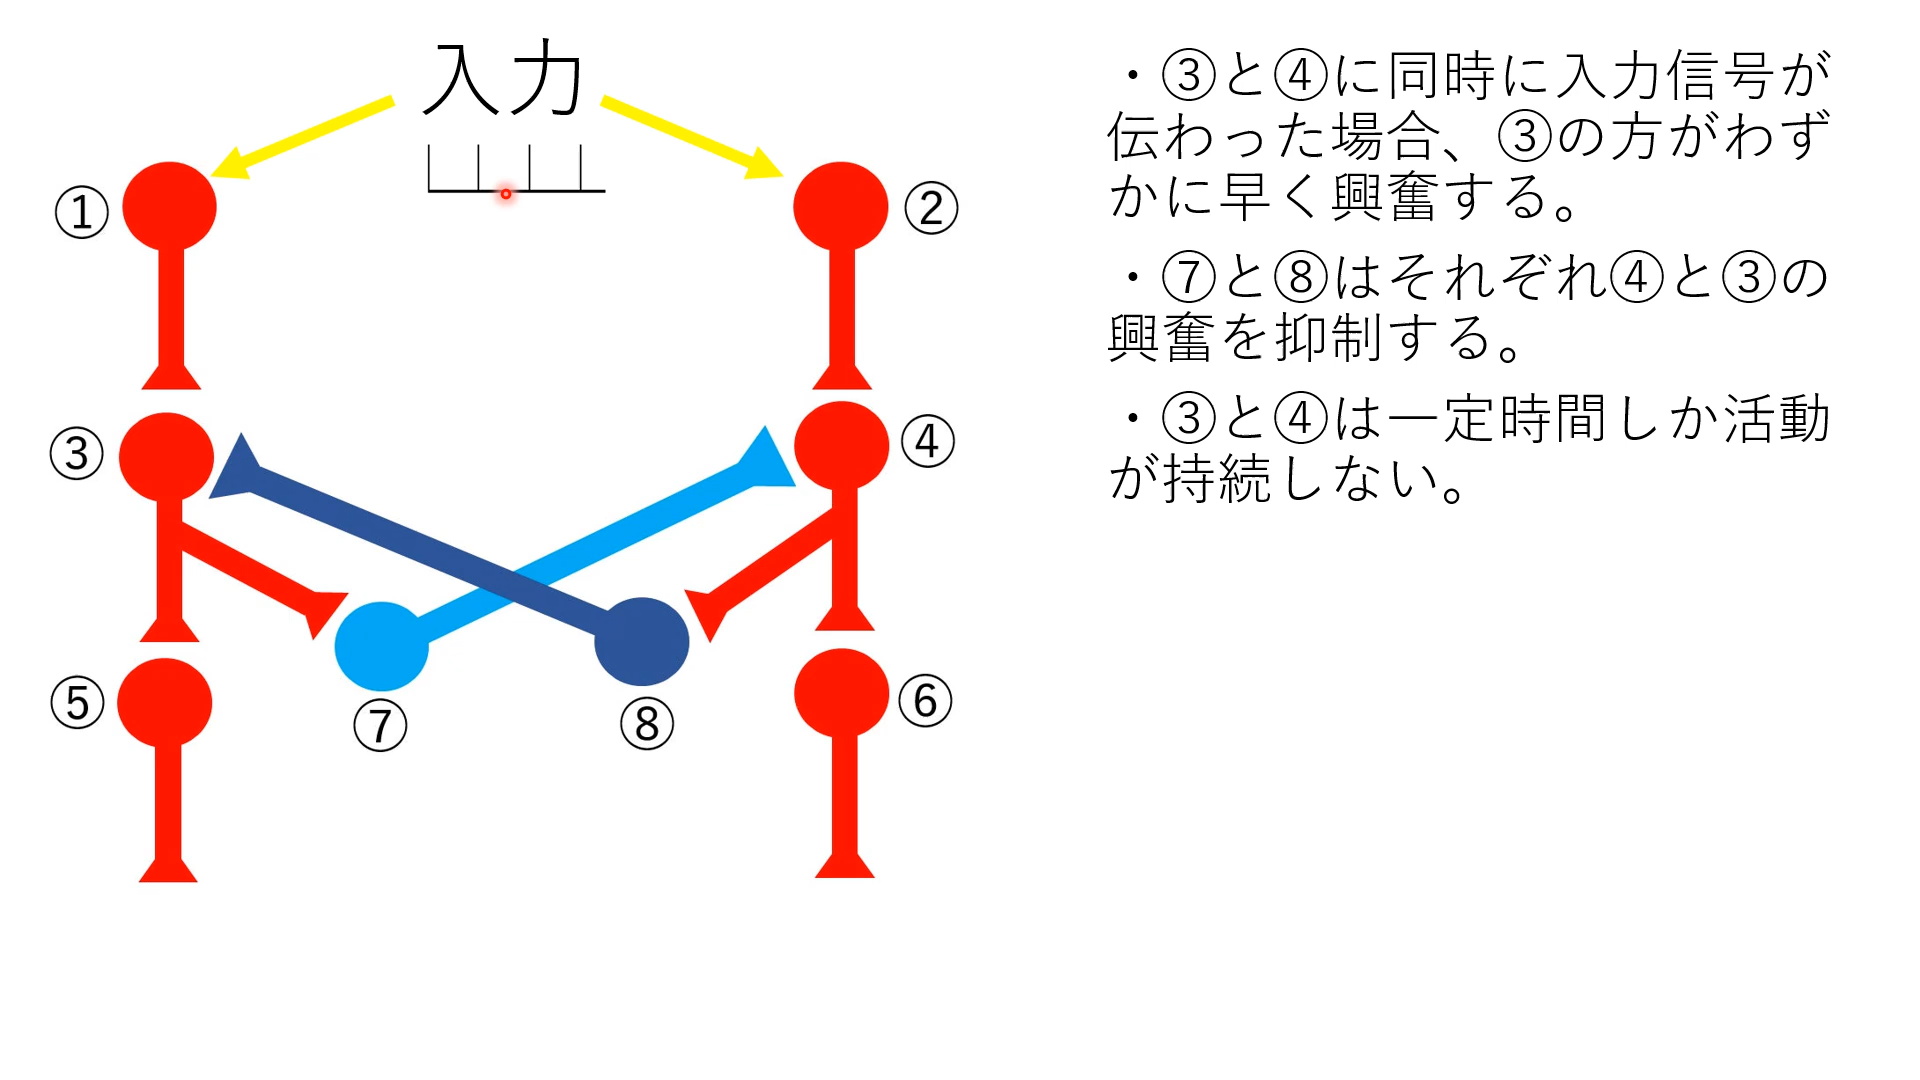 入力
①
②
③
④
⑤
⑥
⑦
⑧
・③と④に同時に入力信号が
伝わった場合、③の方がわず
かに早く興奮する。
・⑦と⑧はそれぞれ④と③の
興奮を抑制する。
・③と④は一定時間しか活動
が持続しない。